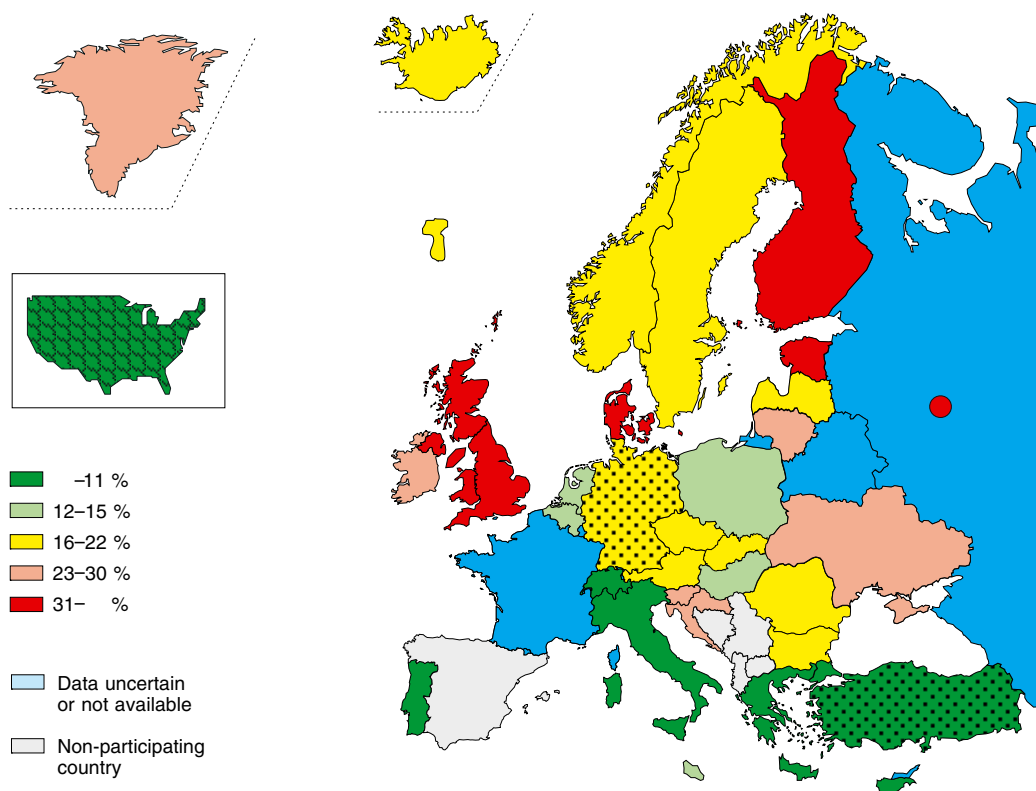 –11 %
12–15 %
16–22 %
23–30 %
31– %
Data uncertain
or not available
Non-participating
country